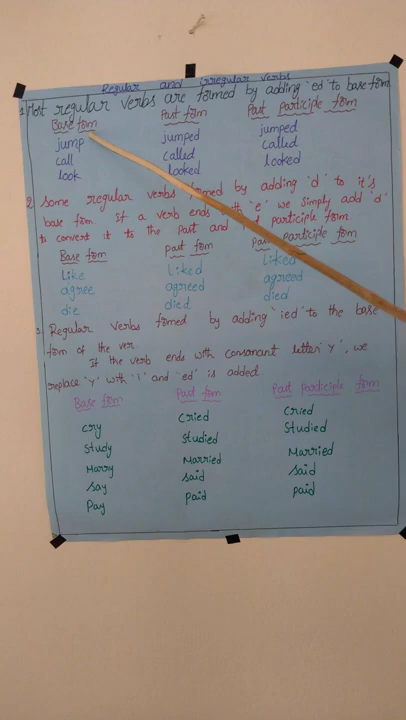 Regular and irregular verbs
1. Most regular verbs are formed by adding 'ed' to base form
Base form Past form Past participle form
jump jumped jumped
call called called
look looked looked
2. Some regular verbs formed by adding 'd' to it's
base form. If a verb ends with "e" we simply add 'd'
to convert it to the Past and participle form.
Base form Past form participle form
Like Liked Liked
agree agreed agreed
die died died
3. Regular verbs formed by adding 'ied' to the base
form of the ver.
If the verb ends with consonant letter 'Y', we
replace 'y' with 'i' and 'ed' is added.
Base form Past form Past participle form
cry cried cried
Study studied Studied
Marry Married Married
Say said said
Pay paid paid